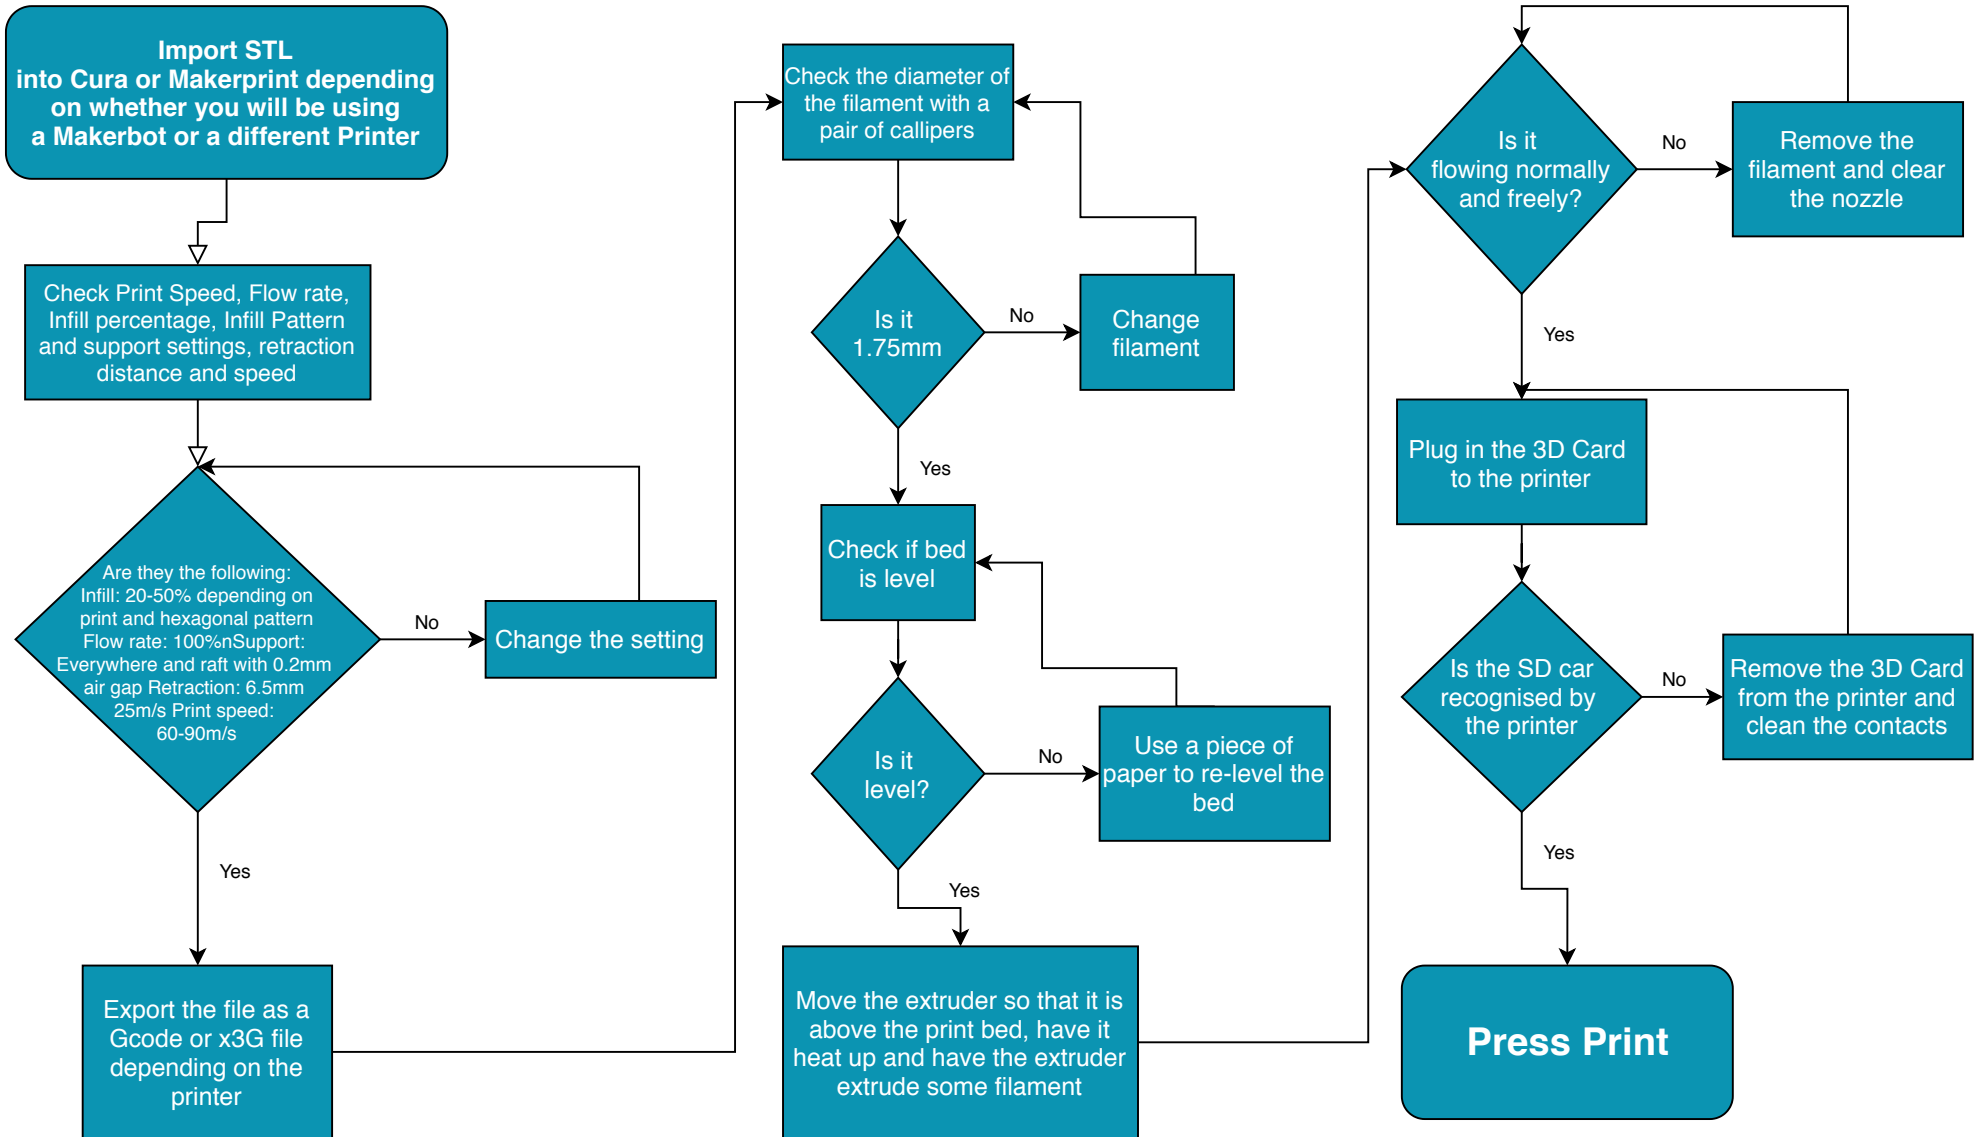 Import STL
into Cura or Makerprint depending
on whether you will be using
a Makerbot or a different Printer
Check Print Speed, Flow rate,
Infill percentage, Infill Pattern
and support settings, retraction
distance and speed
Are they the following:
Infill: 20-50% depending on
print and hexagonal pattern
Flow rate: 100%nSupport:
Everywhere and raft with 0.2mm
air gap Retraction: 6.5mm
25m/s Print speed:
60-90m/s
No
Change the setting
Yes
Export the file as a
Gcode or x3G file
depending on the
printer
Check the diameter of
the filament with a
pair of callipers
Is it
1.75mm
No
Change
filament
Yes
Check if bed
is level
Is it
level?
No
Use a piece of
paper to re-level the
bed
Yes
Move the extruder so that it is
above the print bed, have it
heat up and have the extruder
extrude some filament
Is it
flowing normally
and freely?
No
Remove the
filament and clear
the nozzle
Yes
Plug in the 3D Card
to the printer
Is the SD car
recognised by
the printer
No
Remove the 3D Card
from the printer and
clean the contacts
Yes
Press Print